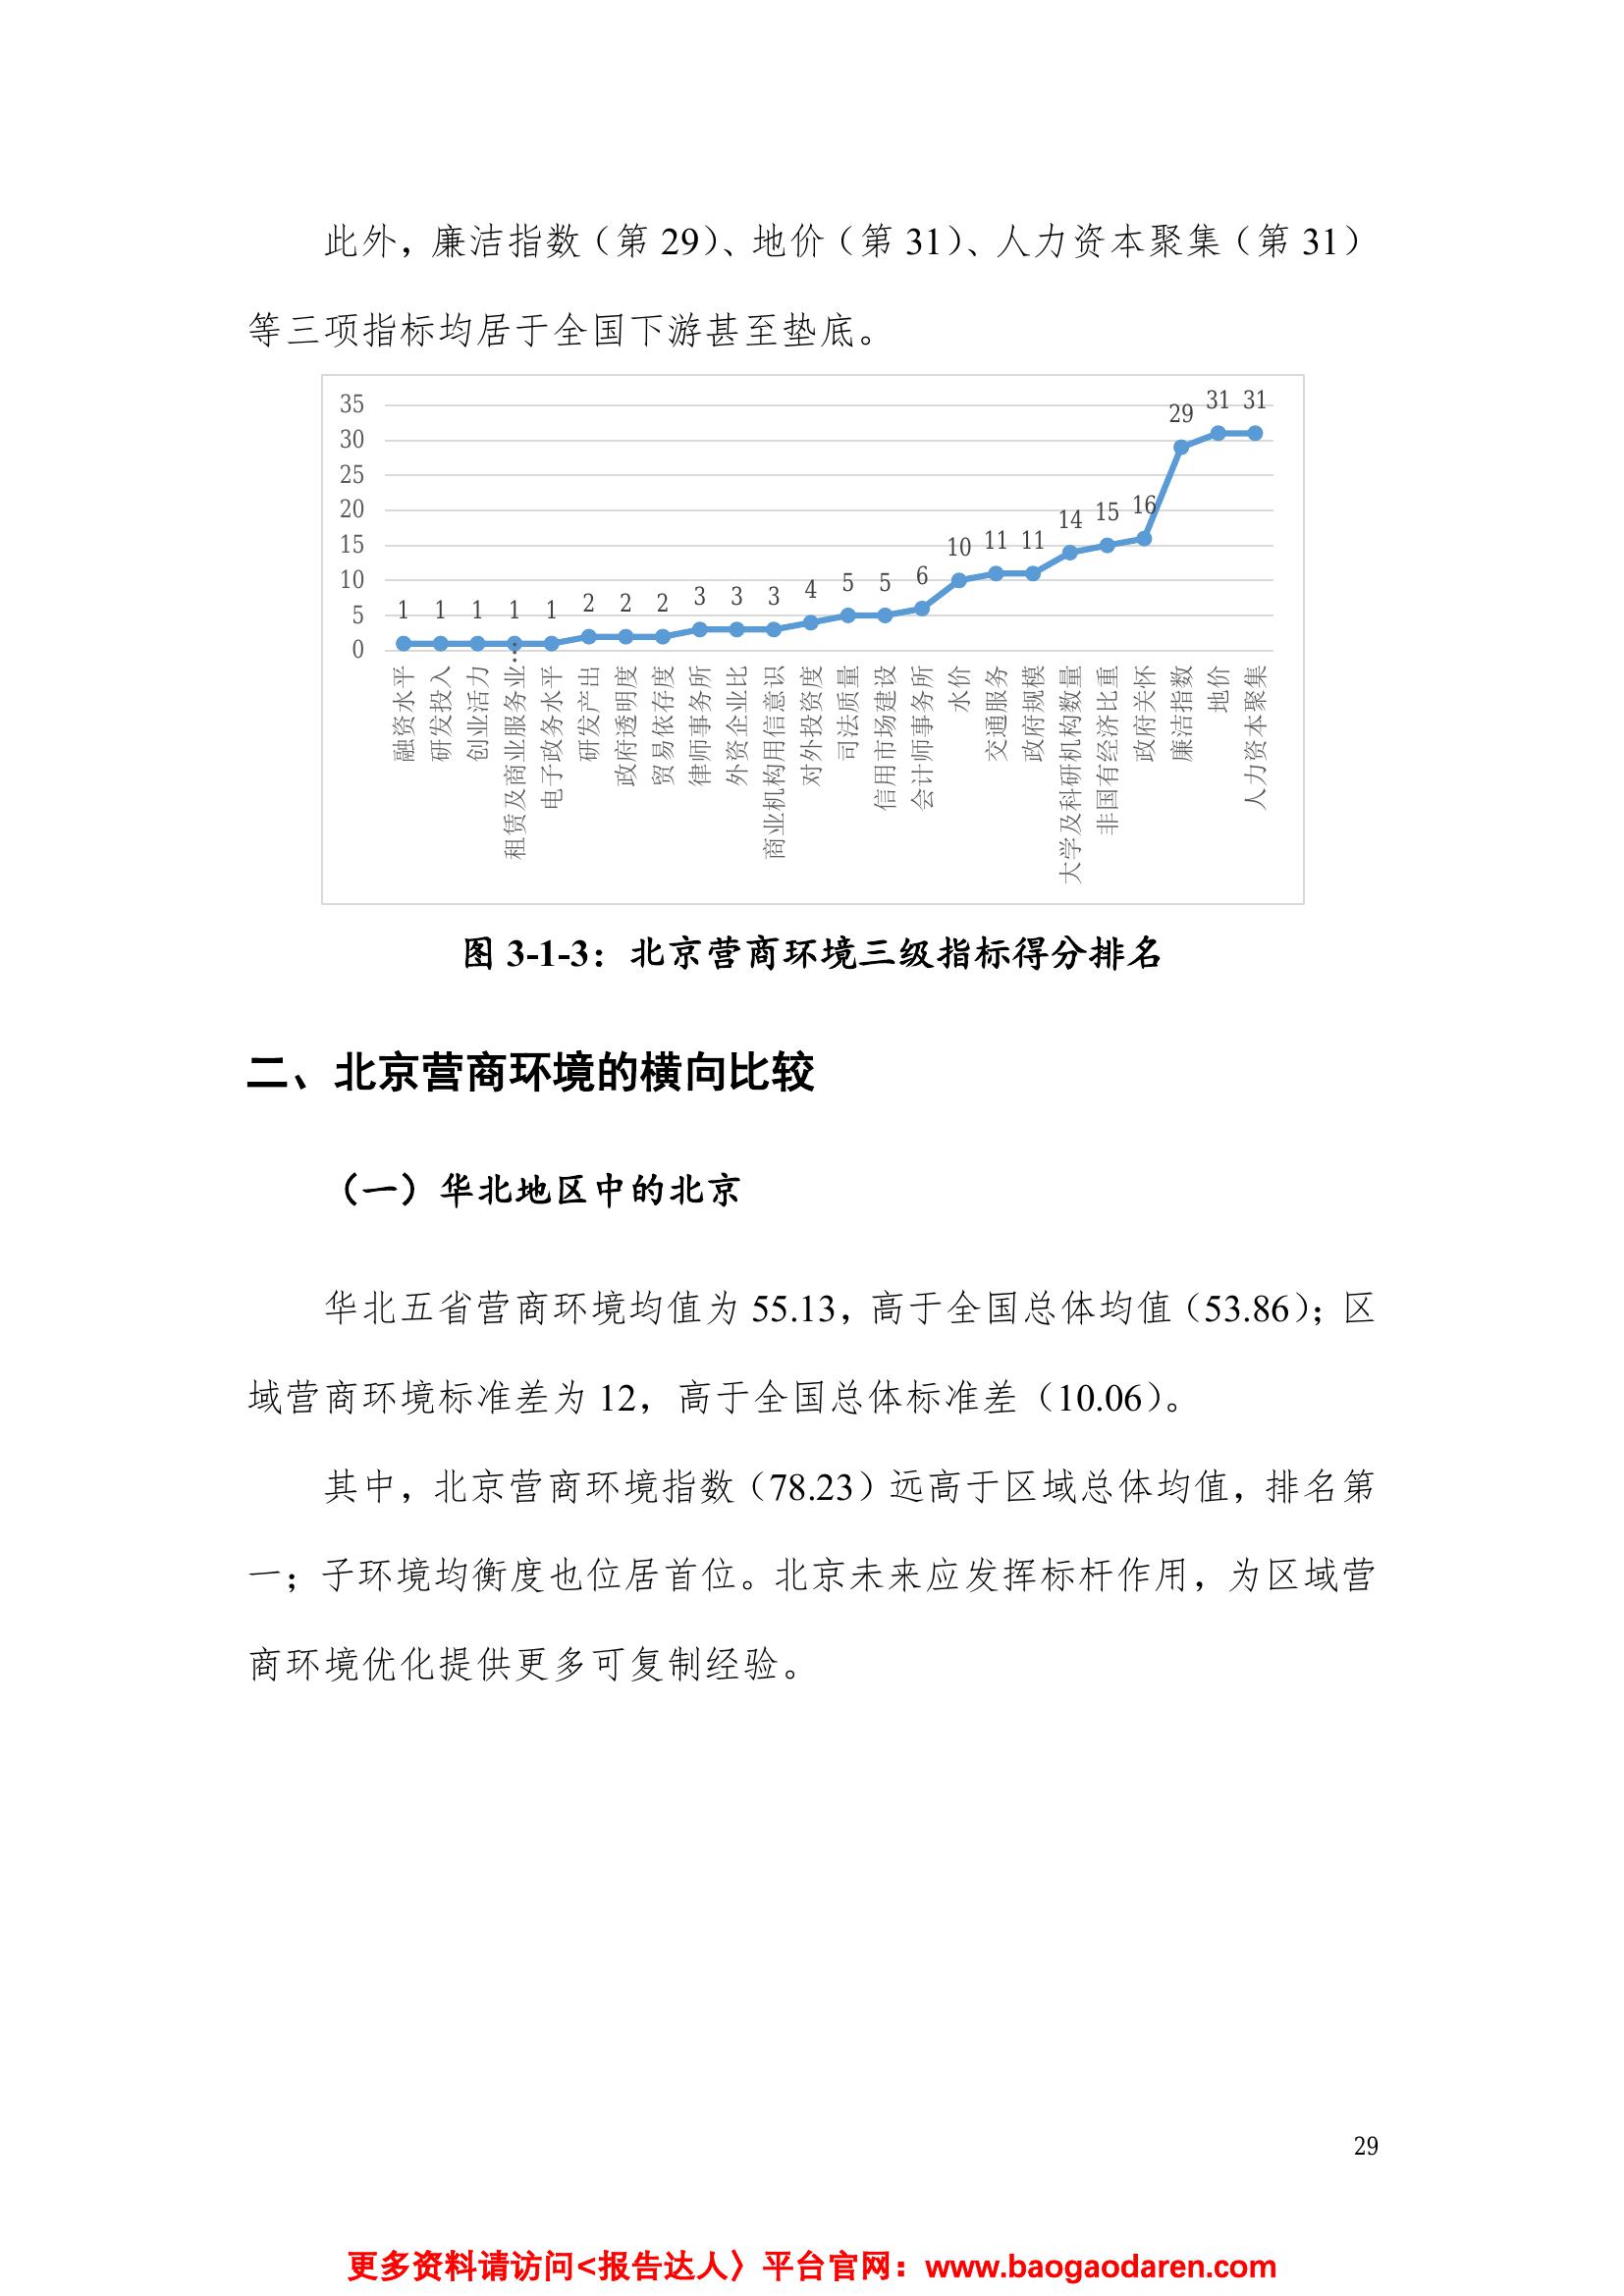 此外，廉洁指数（第 29）、地价（第 31）、人力资本聚集（第 31）
等三项指标均居于全国下游甚至垫底。
35
30
25
20
15
10
5
0
1 1 1 1 1 2 2 2 3 3 3 4 5 5 6 10 11 11 14 15 16 29 31 31
融资水平
研发投入
创业活力
租赁及商业服务业…
电子政务水平
研发产出
政府透明度
贸易依存度
律师事务所
外资企业比
商业机构用信意识
对外投资度
司法质量
信用市场建设
会计师事务所
水价
交通服务
政府规模
大学及科研机构数量
非国有经济比重
政府关怀
廉洁指数
地价
人力资本聚集
图 3-1-3：北京营商环境三级指标得分排名
二、北京营商环境的横向比较
（一）华北地区中的北京
华北五省营商环境均值为 55.13，高于全国总体均值（53.86）；区
域营商环境标准差为 12，高于全国总体标准差（10.06）。
其中，北京营商环境指数（78.23）远高于区域总体均值，排名第
一；子环境均衡度也位居首位。北京未来应发挥标杆作用，为区域营
商环境优化提供更多可复制经验。
29
更多资料请访问<报告达人〉平台官网：www.baogaodaren.com